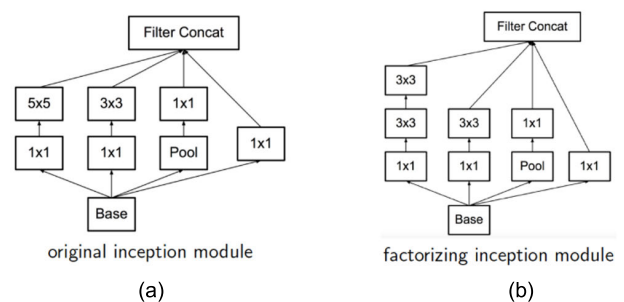 Filter Concat
5x5
3x3
1x1
1x1
1x1
1x1
Pool
Base
original inception module
(a)
Filter Concat
3x3
3x3
3x3
1x1
1x1
1x1
Pool
1x1
Base
factorizing inception module
(b)